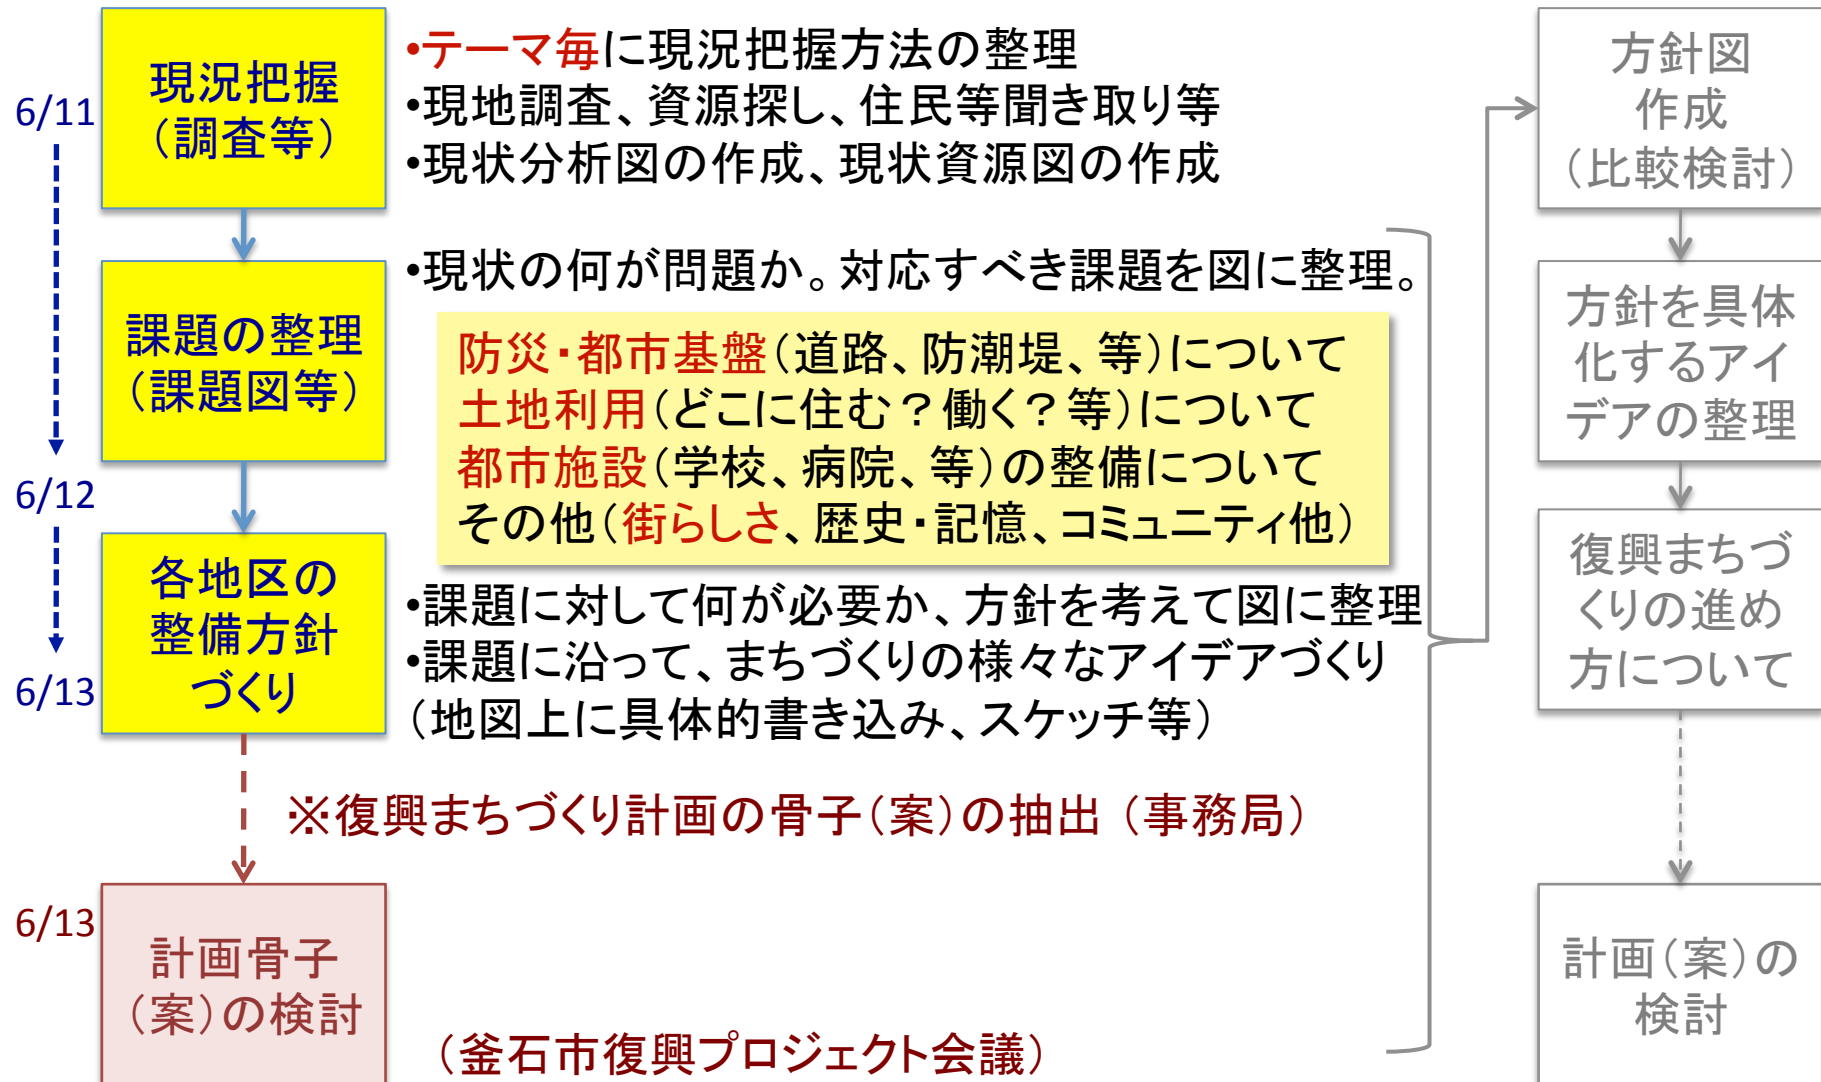 6/11
現況把握
（調査等）
•テーマ毎に現況把握方法の整理
•現地調査、資源探し、住民等聞き取り等
•現状分析図の作成、現状資源図の作成
課題の整理
（課題図等）
•現状の何が問題か。対応すべき課題を図に整理。
防災・都市基盤（道路、防潮堤、等）について
土地利用（どこに住む？働く？等）について
都市施設（学校、病院、等）の整備について
その他（街らしさ、歴史・記憶、コミュニティ他）
6/12
各地区の
整備方針
づくり
6/13
•課題に対して何が必要か、方針を考えて図に整理
•課題に沿って、まちづくりの様々なアイデアづくり
（地図上に具体的書き込み、スケッチ等）
※復興まちづくり計画の骨子（案）の抽出（事務局）
6/13
計画骨子
（案）の検討
（釜石市復興プロジェクト会議）
方針図
作成
（比較検討）
方針を具体
化するアイ
デアの整理
復興まちづ
くりの進め
方について
計画（案）の
検討